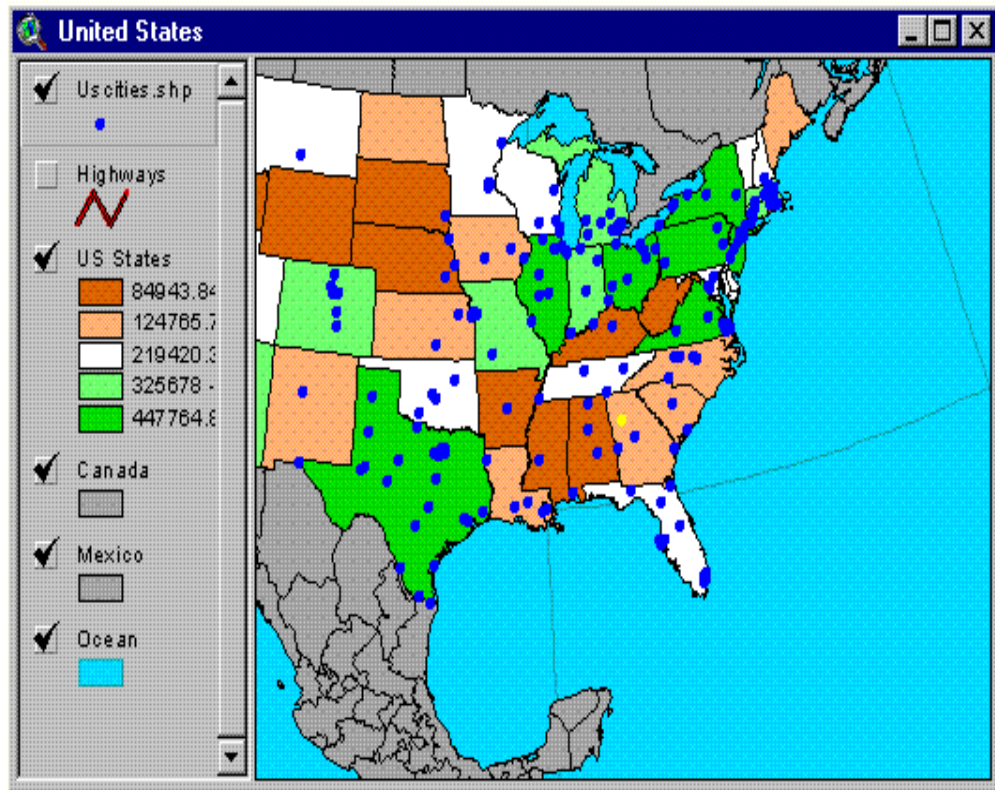 United States
Uscities.shp
Highways
US States
84943.84
124765.7
219420.3
325678 -
447764.8
Canada
Mexico
Ocean